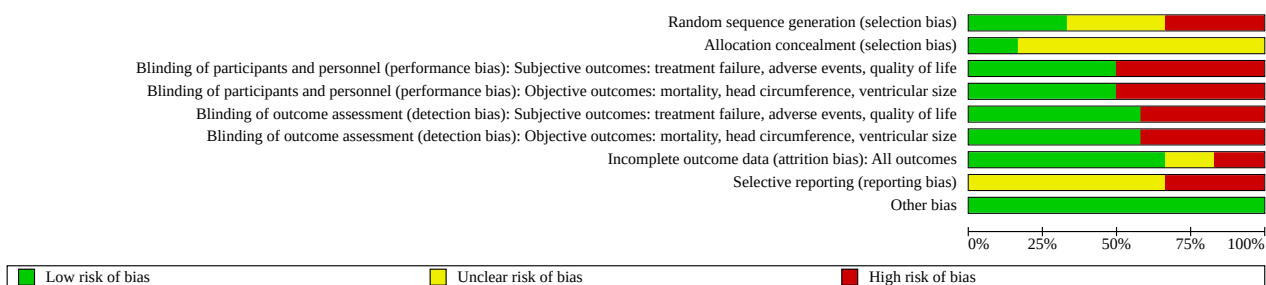 Random sequence generation (selection bias)
Allocation concealment (selection bias)
Blinding of participants and personnel (performance bias): Subjective outcomes: treatment failure, adverse events, quality of life
Blinding of participants and personnel (performance bias): Objective outcomes: mortality, head circumference, ventricular size
Blinding of outcome assessment (detection bias): Subjective outcomes: treatment failure, adverse events, quality of life
Blinding of outcome assessment (detection bias): Objective outcomes: mortality, head circumference, ventricular size
Incomplete outcome data (attrition bias): All outcomes
Selective reporting (reporting bias)
Other bias
0% 25% 50% 75% 100%
Low risk of bias Unclear risk of bias High risk of bias